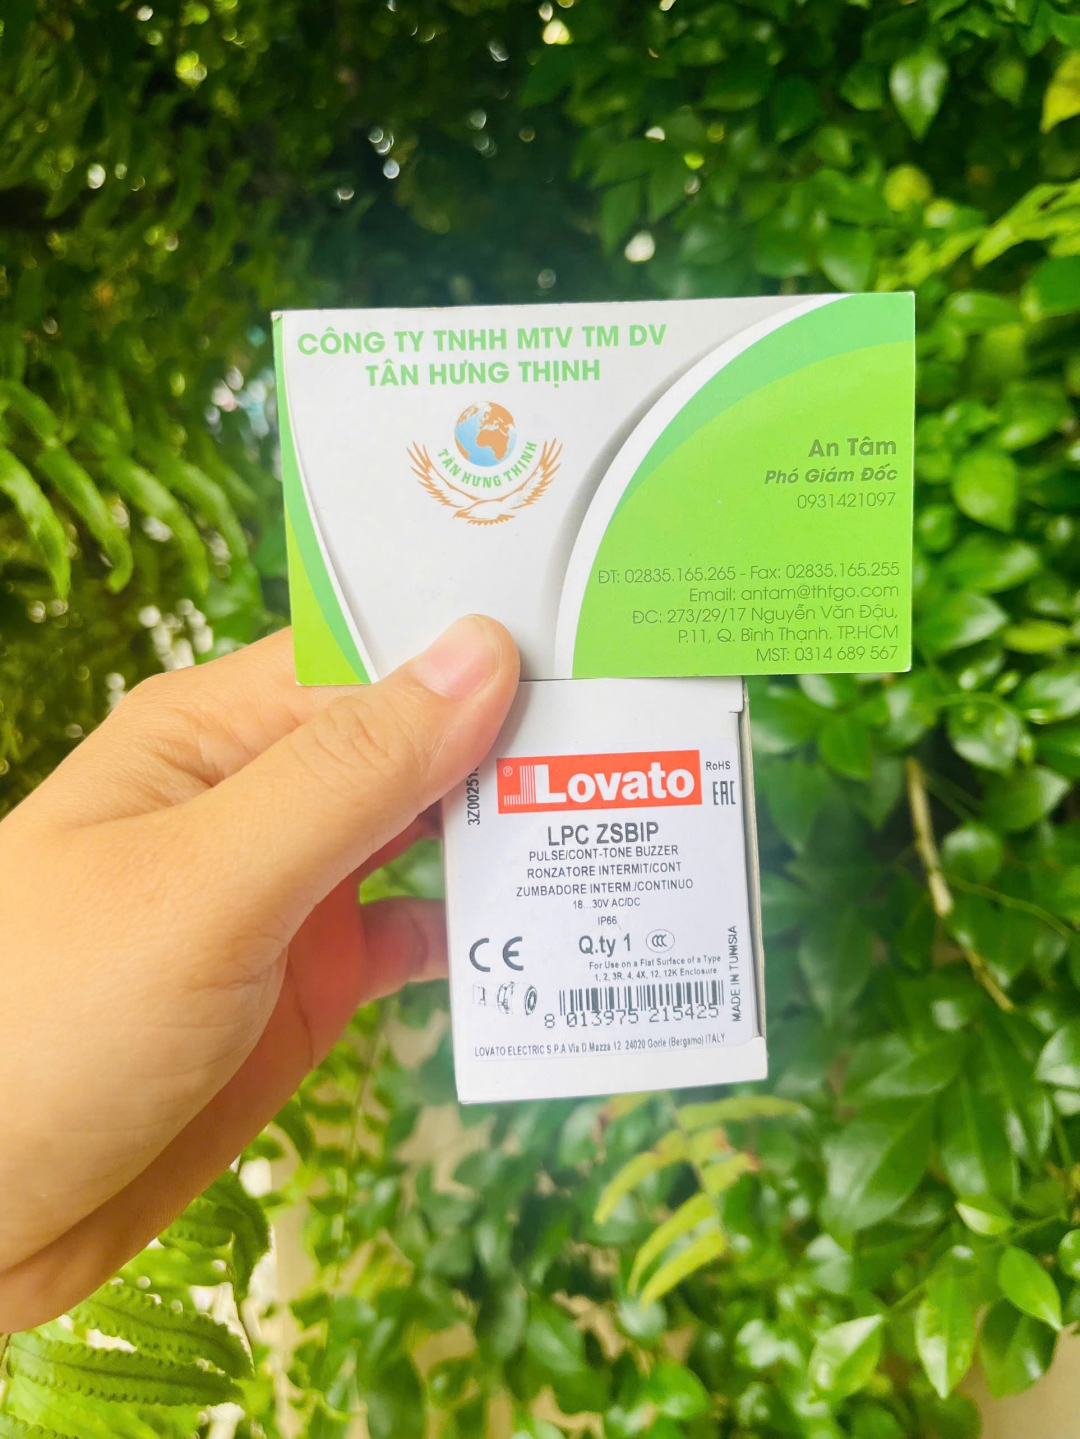 CÔNG TY TNHH MTV TM DV
TÂN HƯNG THỊNH
TÂN HƯNG THỊNH
An Tâm
Phó Giám Đốc
0931421097
ĐT: 02835.165.265 - Fax: 02835.165.255
Email: antam@thtgo.com
ĐC: 273/29/17 Nguyễn Văn Đậu,
P.11, Q. Bình Thạnh. TP.HCM
MST: 0314 689 567
® Lovato
RoHS
EAC
LPC ZSBIP
PULSE/CONT-TONE BUZZER
RONZATORE INTERMIT/CONT
ZUMBADORE INTERM./CONTINUO
18...30V AC/DC
IP66
CE
Q.ty 1
CCC
For Use on a Flat Surface of a Type
1, 2, 3R, 4, 4X, 12, 12K Enclosure
8 013975 215425
MADE IN TUNISIA
LOVATO ELECTRIC S.P.A Via D.Mazza 12 24020 Gorle (Bergamo) ITALY